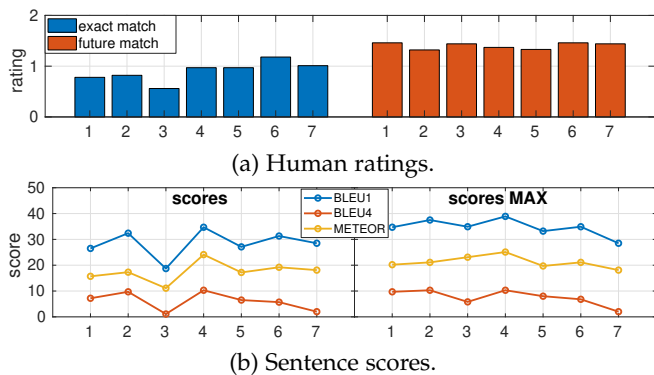 2
exact match
future match
1
rating
0
1 2 3 4 5 6 7 1 2 3 4 5 6 7
(a) Human ratings.
50
scores
BLEU1
scores MAX
40
BLEU4
METEOR
30
score
20
10
0
1 2 3 4 5 6 7 1 2 3 4 5 6 7
(b) Sentence scores.